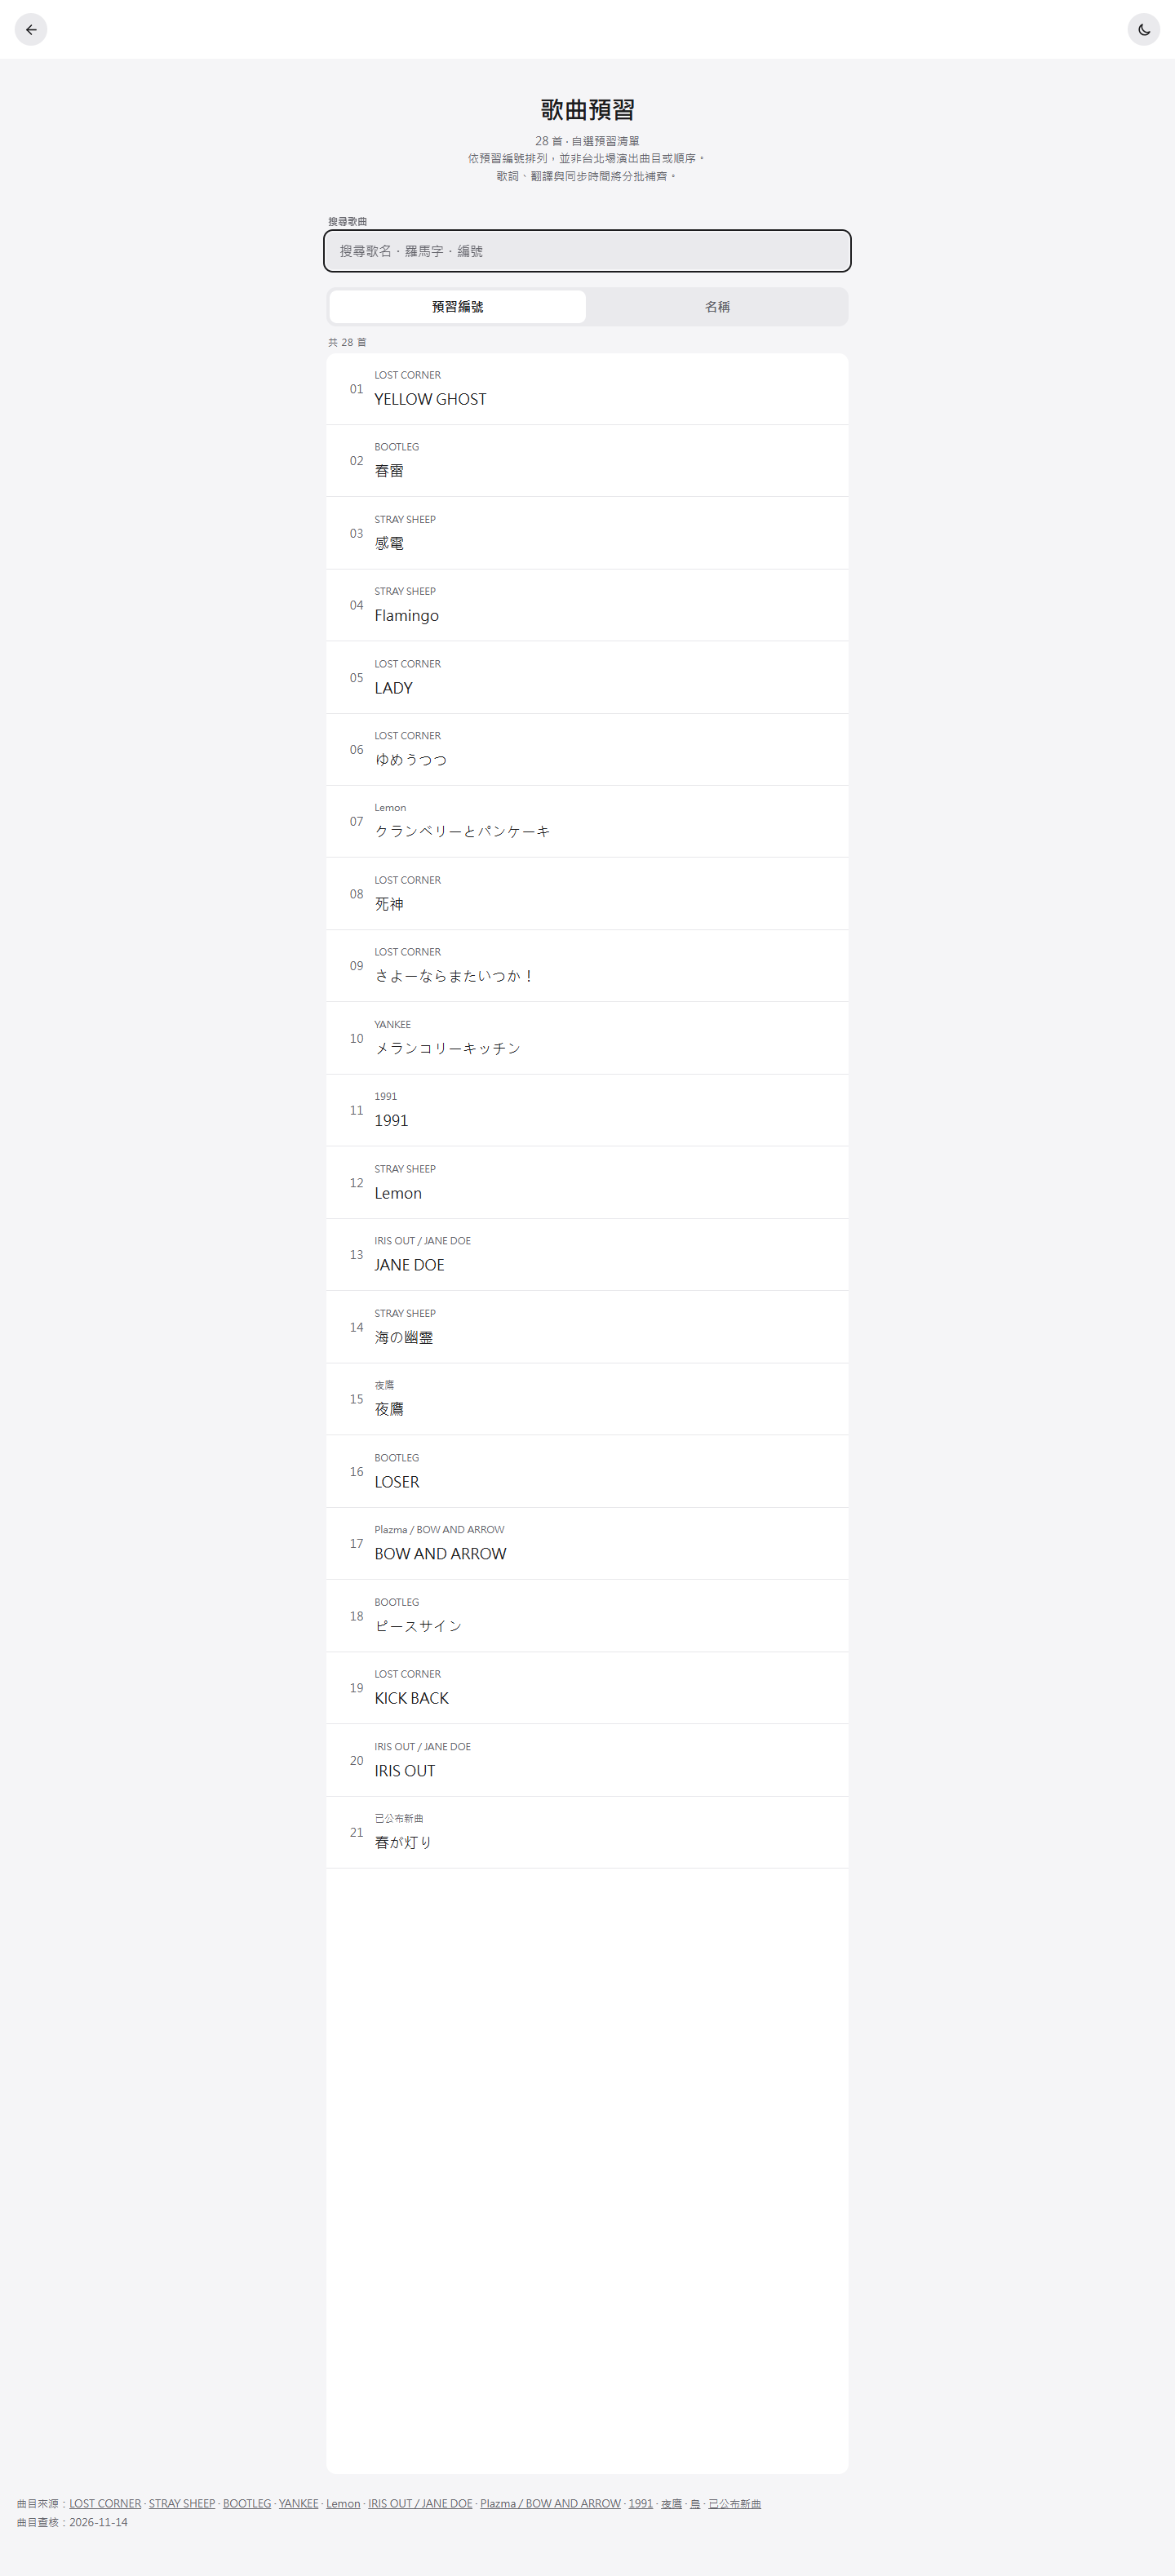 歌曲預習
28 首 · 自選預習清單
依預習編號排列，並非台北場演出曲目或順序。
歌詞、翻譯與同步時間將分批補齊。
搜尋歌曲
搜尋歌名・羅馬字・編號
預習編號
名稱
共 28 首
01
LOST CORNER
YELLOW GHOST
02
BOOTLEG
春雷
03
STRAY SHEEP
感電
04
STRAY SHEEP
Flamingo
05
LOST CORNER
LADY
06
LOST CORNER
ゆめうつつ
07
Lemon
クランベリーとパンケーキ
08
LOST CORNER
死神
09
LOST CORNER
さよーならまたいつか！
10
YANKEE
メランコリーキッチン
11
1991
1991
12
STRAY SHEEP
Lemon
13
IRIS OUT / JANE DOE
JANE DOE
14
STRAY SHEEP
海の幽霊
15
夜鷹
夜鷹
16
BOOTLEG
LOSER
17
Plazma / BOW AND ARROW
BOW AND ARROW
18
BOOTLEG
ピースサイン
19
LOST CORNER
KICK BACK
20
IRIS OUT / JANE DOE
IRIS OUT
21
已公布新曲
春が灯り
曲目來源：LOST CORNER · STRAY SHEEP · BOOTLEG · YANKEE · Lemon · IRIS OUT / JANE DOE · Plazma / BOW AND ARROW · 1991 · 夜鷹 · 烏 · 已公布新曲
曲目查核：2026-11-14